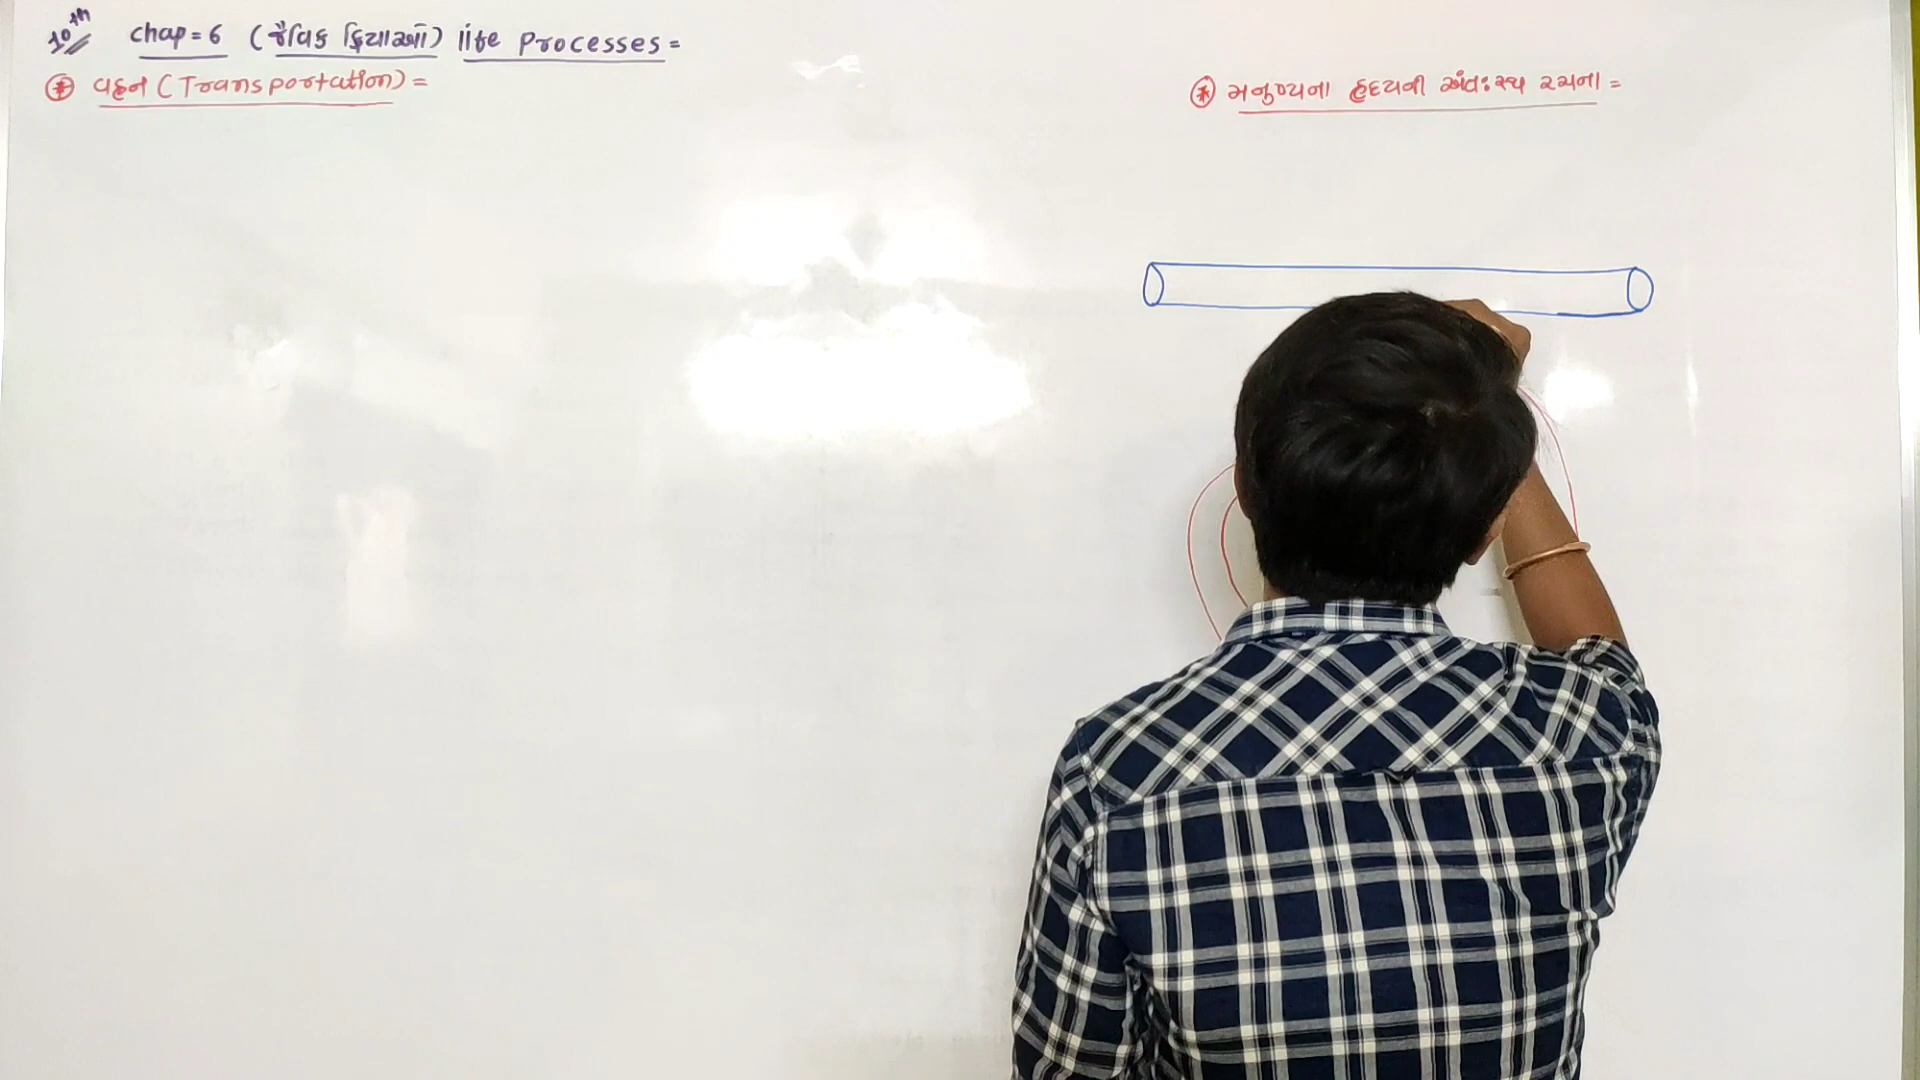 10th chap = 6 (જૈવિક ક્રિયાઓ) life Processes =
* વહન (Transportation) =
* મનુષ્યના હૃદયની અંતઃસ્થ રચના =